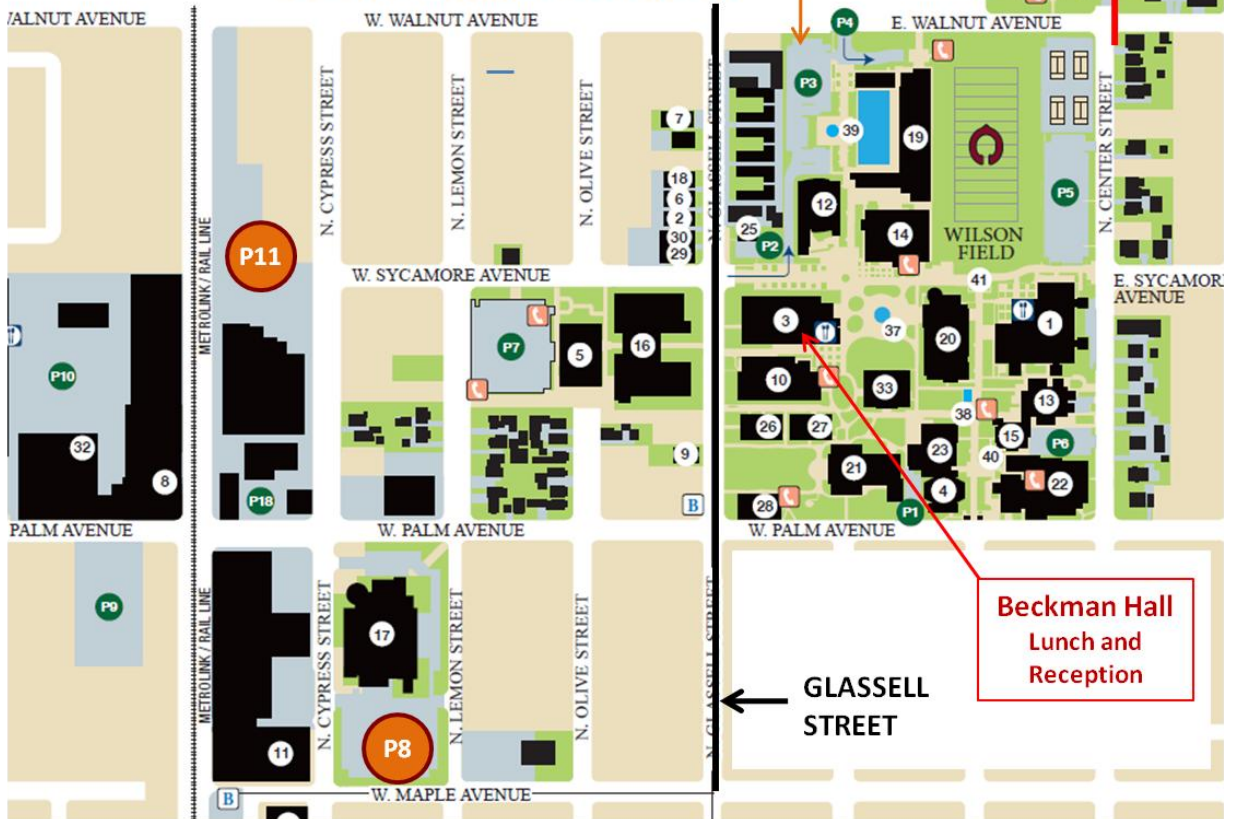 WALNUT AVENUE
W. WALNUT AVENUE
P4
E. WALNUT AVENUE
P3
7
39
19
C
N. CYPRESS STREET
N. LEMON STREET
N. OLIVE STREET
N. GLASSELL STREET
N. CENTER STREET
18
6
2
30
29
12
P5
25
P2
14
WILSON
FIELD
P11
METROLINK / RAIL LINE
W. SYCAMORE AVENUE
41
E. SYCAMOR
AVENUE
3
37
20
1
P7
5
16
P10
10
33
13
38
26
27
15
P6
32
9
23
40
21
8
P18
B
28
4
22
P1
PALM AVENUE
W. PALM AVENUE
W. PALM AVENUE
P9
METROLINK / RAIL LINE
N. CYPRESS STREET
17
N. LEMON STREET
N. OLIVE STREET
N. GLASSELL STREET
Beckman Hall
Lunch and
Reception
GLASSELL
STREET
11
P8
B
W. MAPLE AVENUE